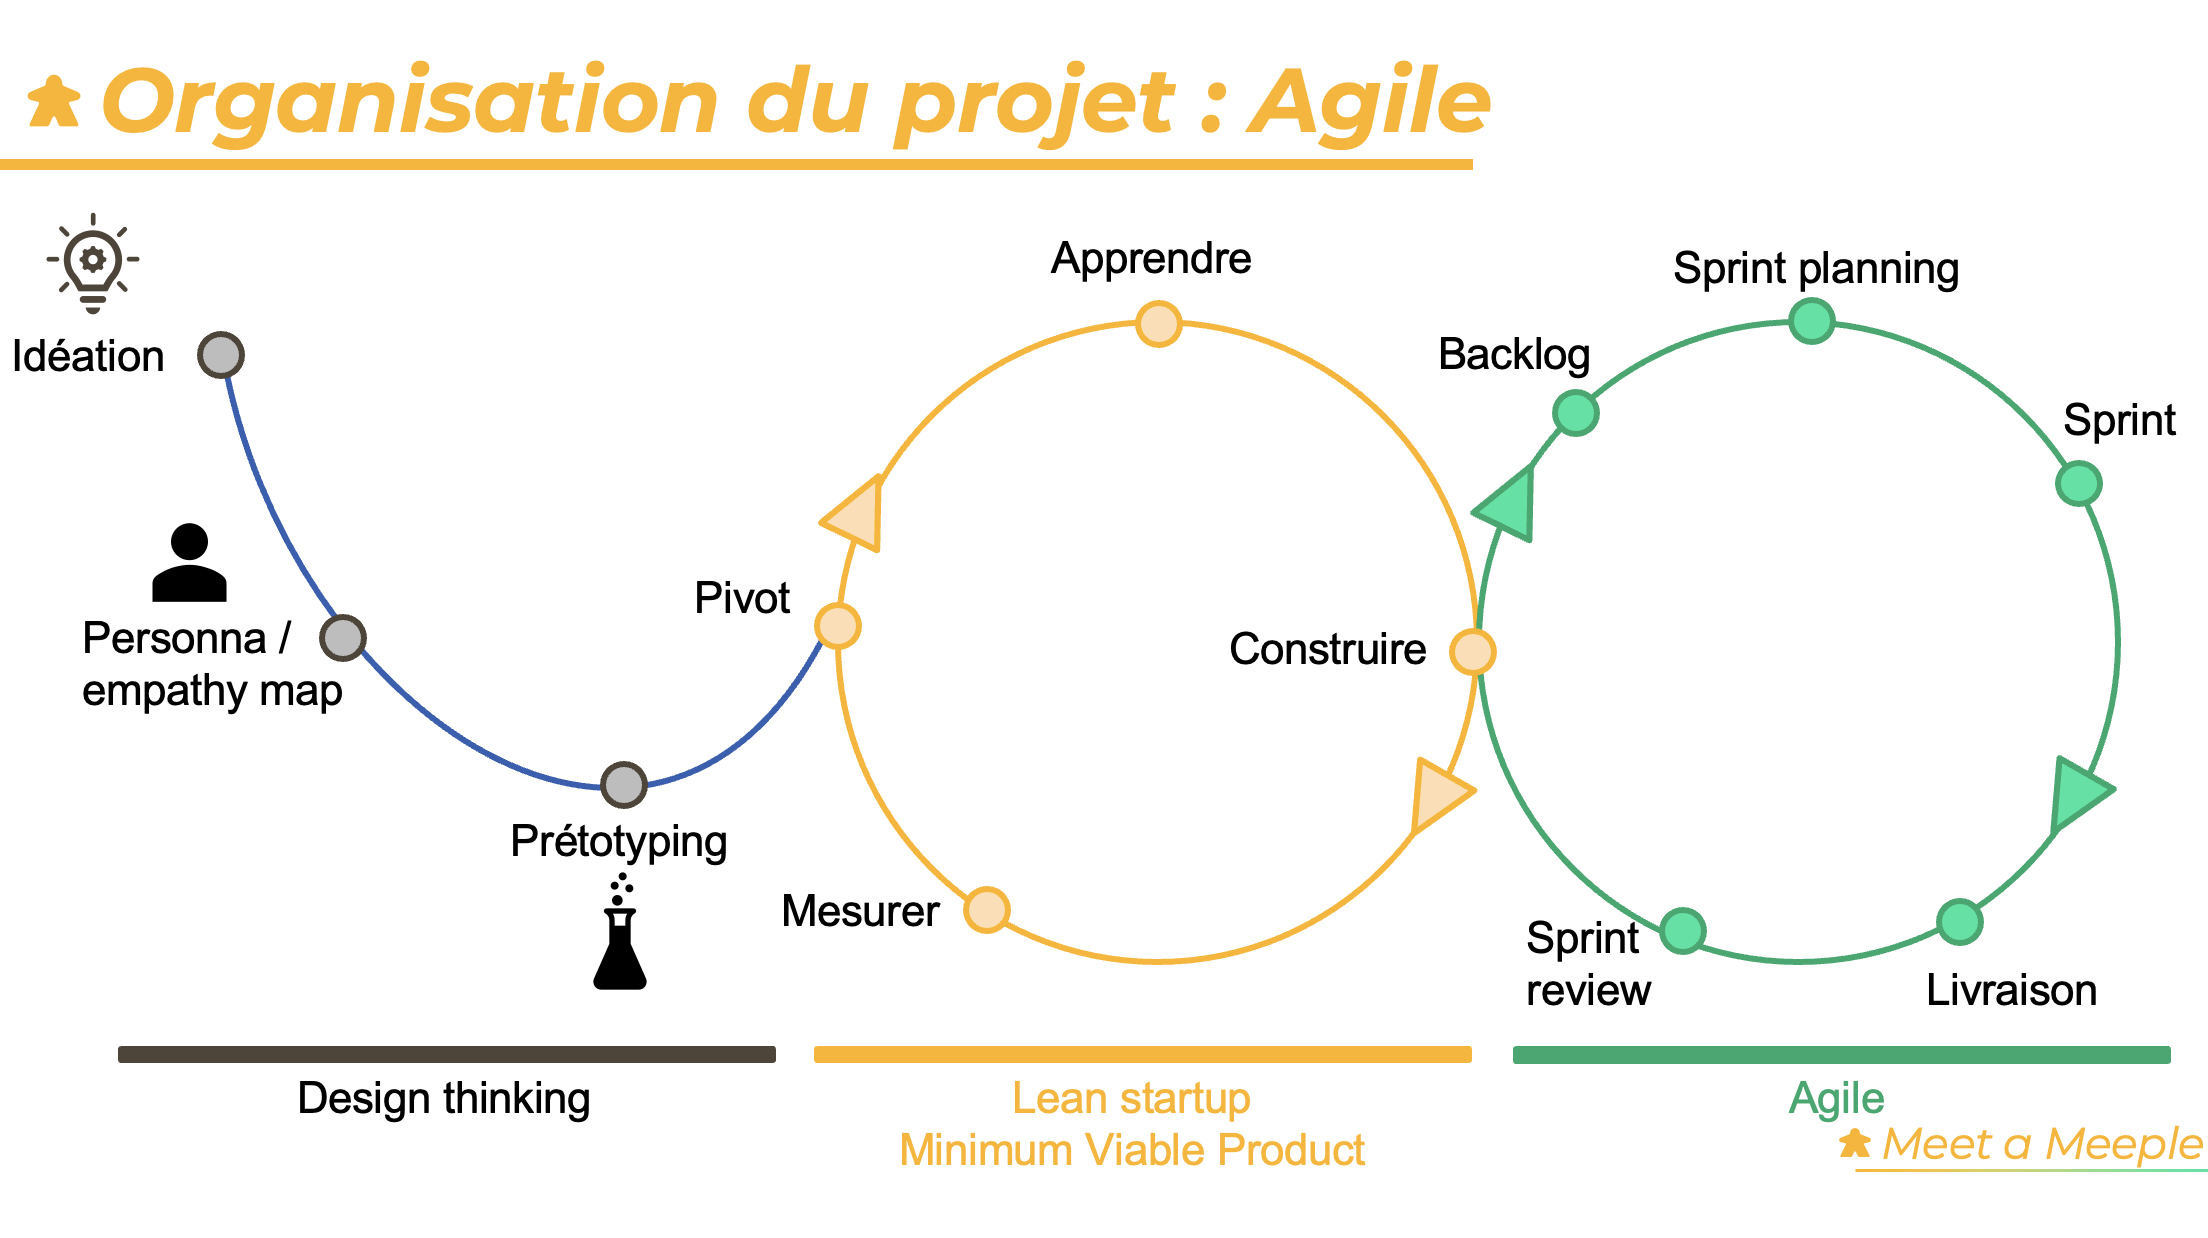 Organisation du projet : Agile
Idéation
Personna /
empathy map
Prétotyping
Pivot
Apprendre
Construire
Mesurer
Backlog
Sprint planning
Sprint
Livraison
Sprint
review
Design thinking
Lean startup
Minimum Viable Product
Agile
Meet a Meeple